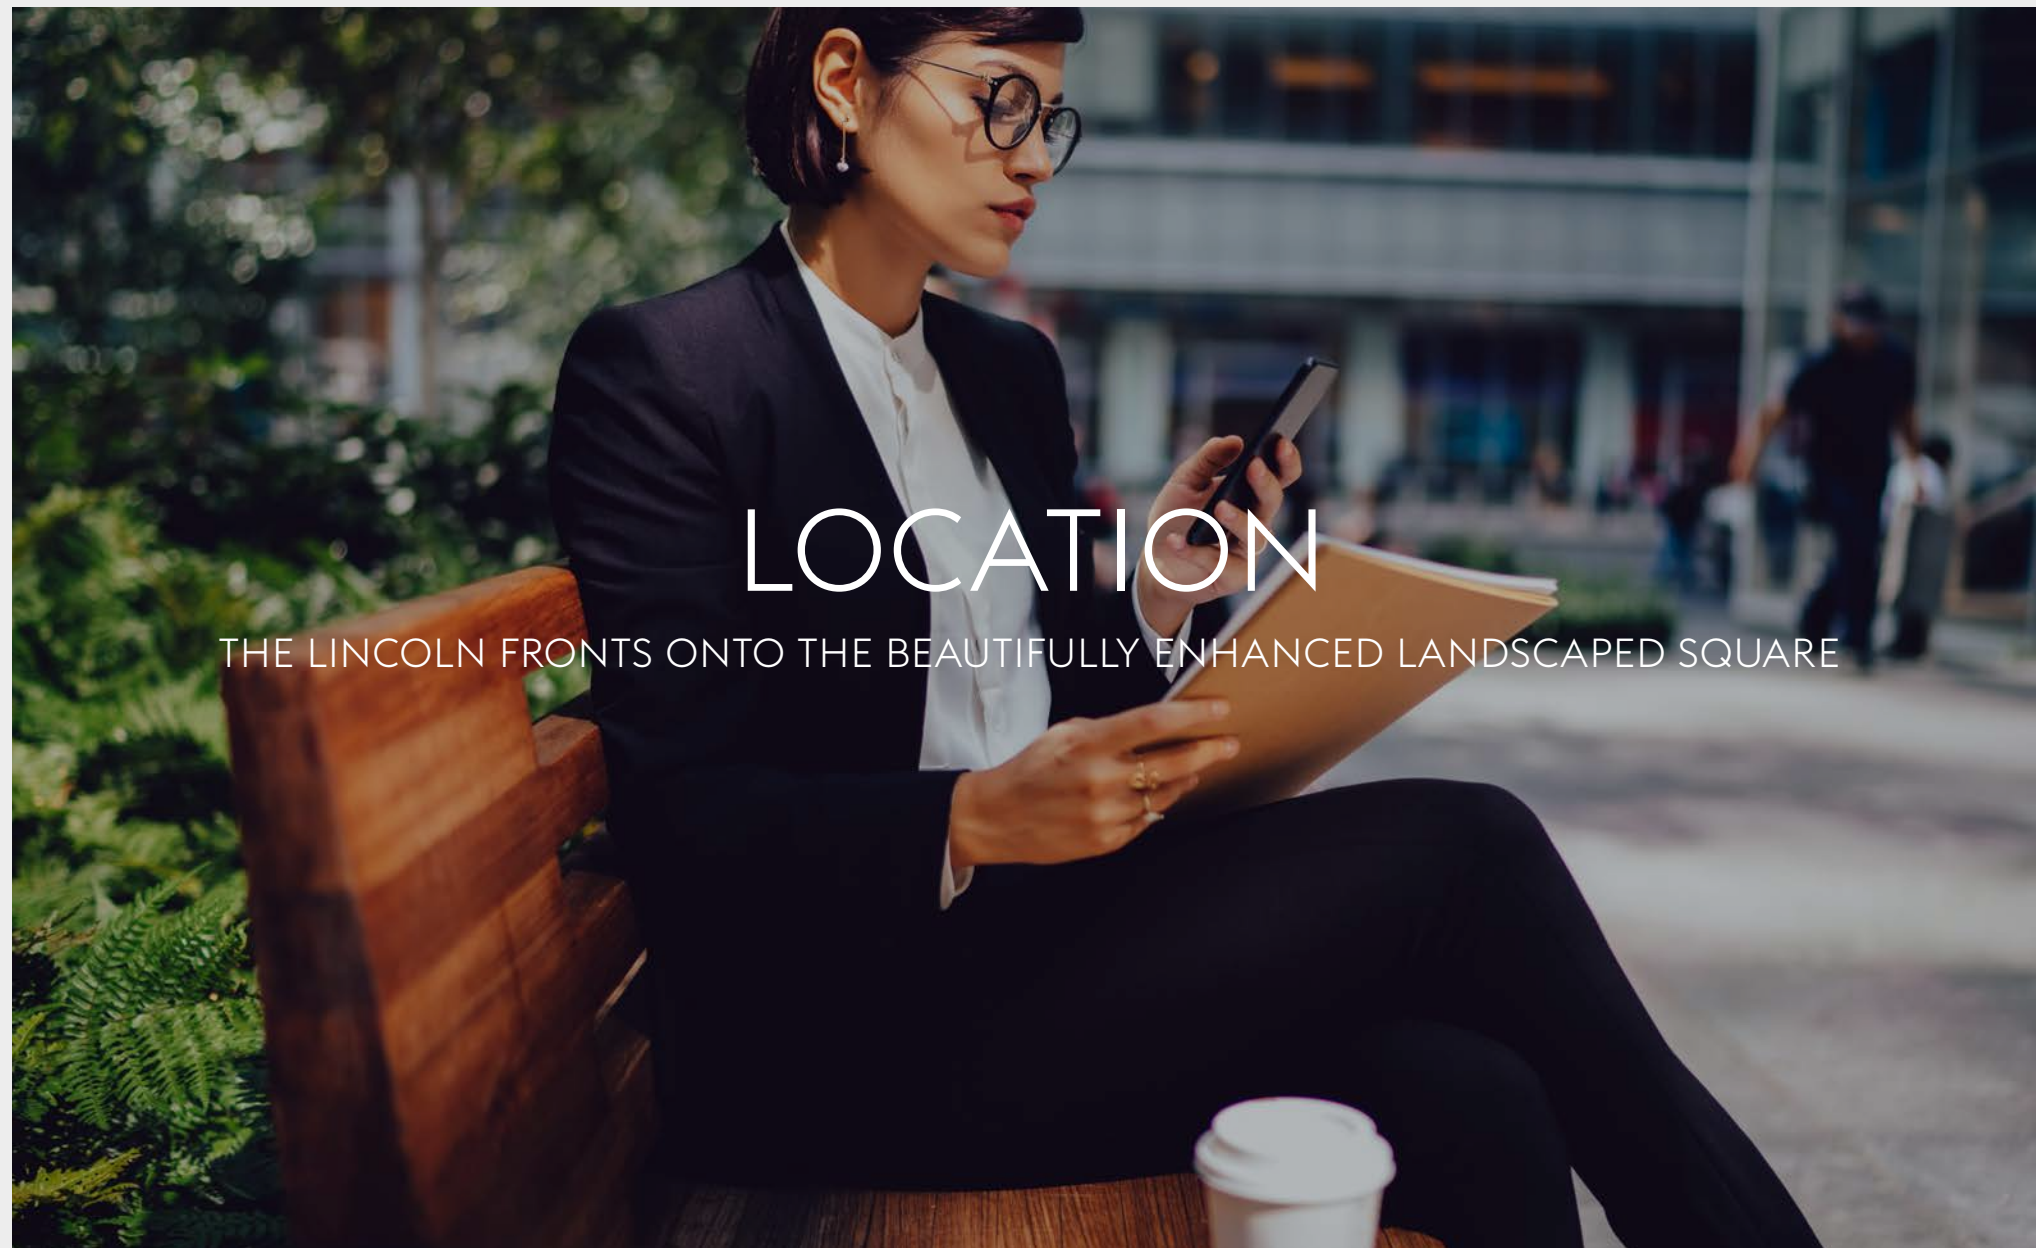 LOCATION
THE LINCOLN FRONTS ONTO THE BEAUTIFULLY ENHANCED LANDSCAPED SQUARE